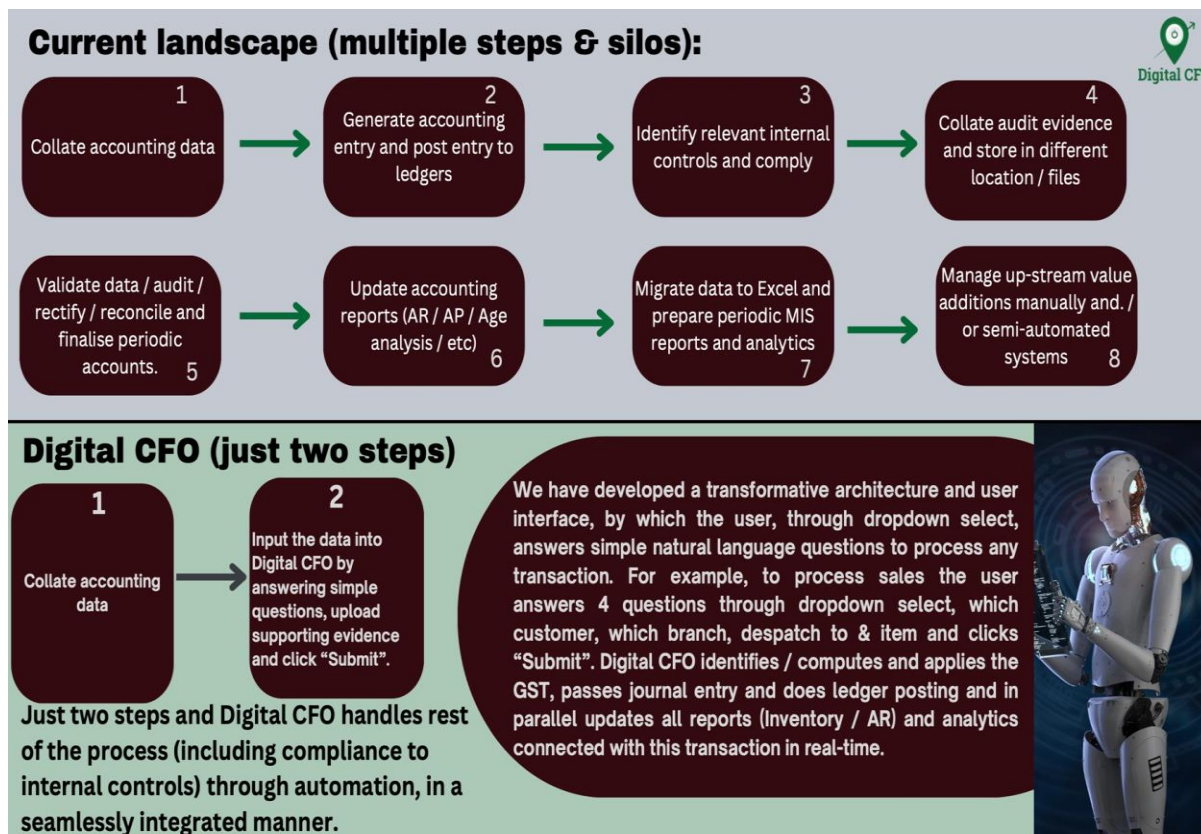 Current landscape (multiple steps & silos):
Digital CF
1
Collate accounting data
2
Generate accounting
entry and post entry to
ledgers
3
Identify relevant internal
controls and comply
4
Collate audit evidence
and store in different
location / files
Validate data / audit /
rectify / reconcile and
finalise periodic
accounts.
5
Update accounting
reports (AR / AP / Age
analysis / etc)
6
Migrate data to Excel and
prepare periodic MIS
reports and analytics
7
Manage up-stream value
additions manually and. /
or semi-automated
systems
8
Digital CFO (just two steps)
1
Collate accounting
data
2
Input the data into
Digital CFO by
answering simple
questions, upload
supporting evidence
and click “Submit”.
Just two steps and Digital CFO handles rest
of the process (including compliance to
internal controls) through automation, in a
seamlessly integrated manner.
We have developed a transformative architecture and user
interface, by which the user, through dropdown select,
answers simple natural language questions to process any
transaction. For example, to process sales the user
answers 4 questions through dropdown select, which
customer, which branch, despatch to & item and clicks
“Submit”. Digital CFO identifies / computes and applies the
GST, passes journal entry and does ledger posting and in
parallel updates all reports (Inventory / AR) and analytics
connected with this transaction in real-time.